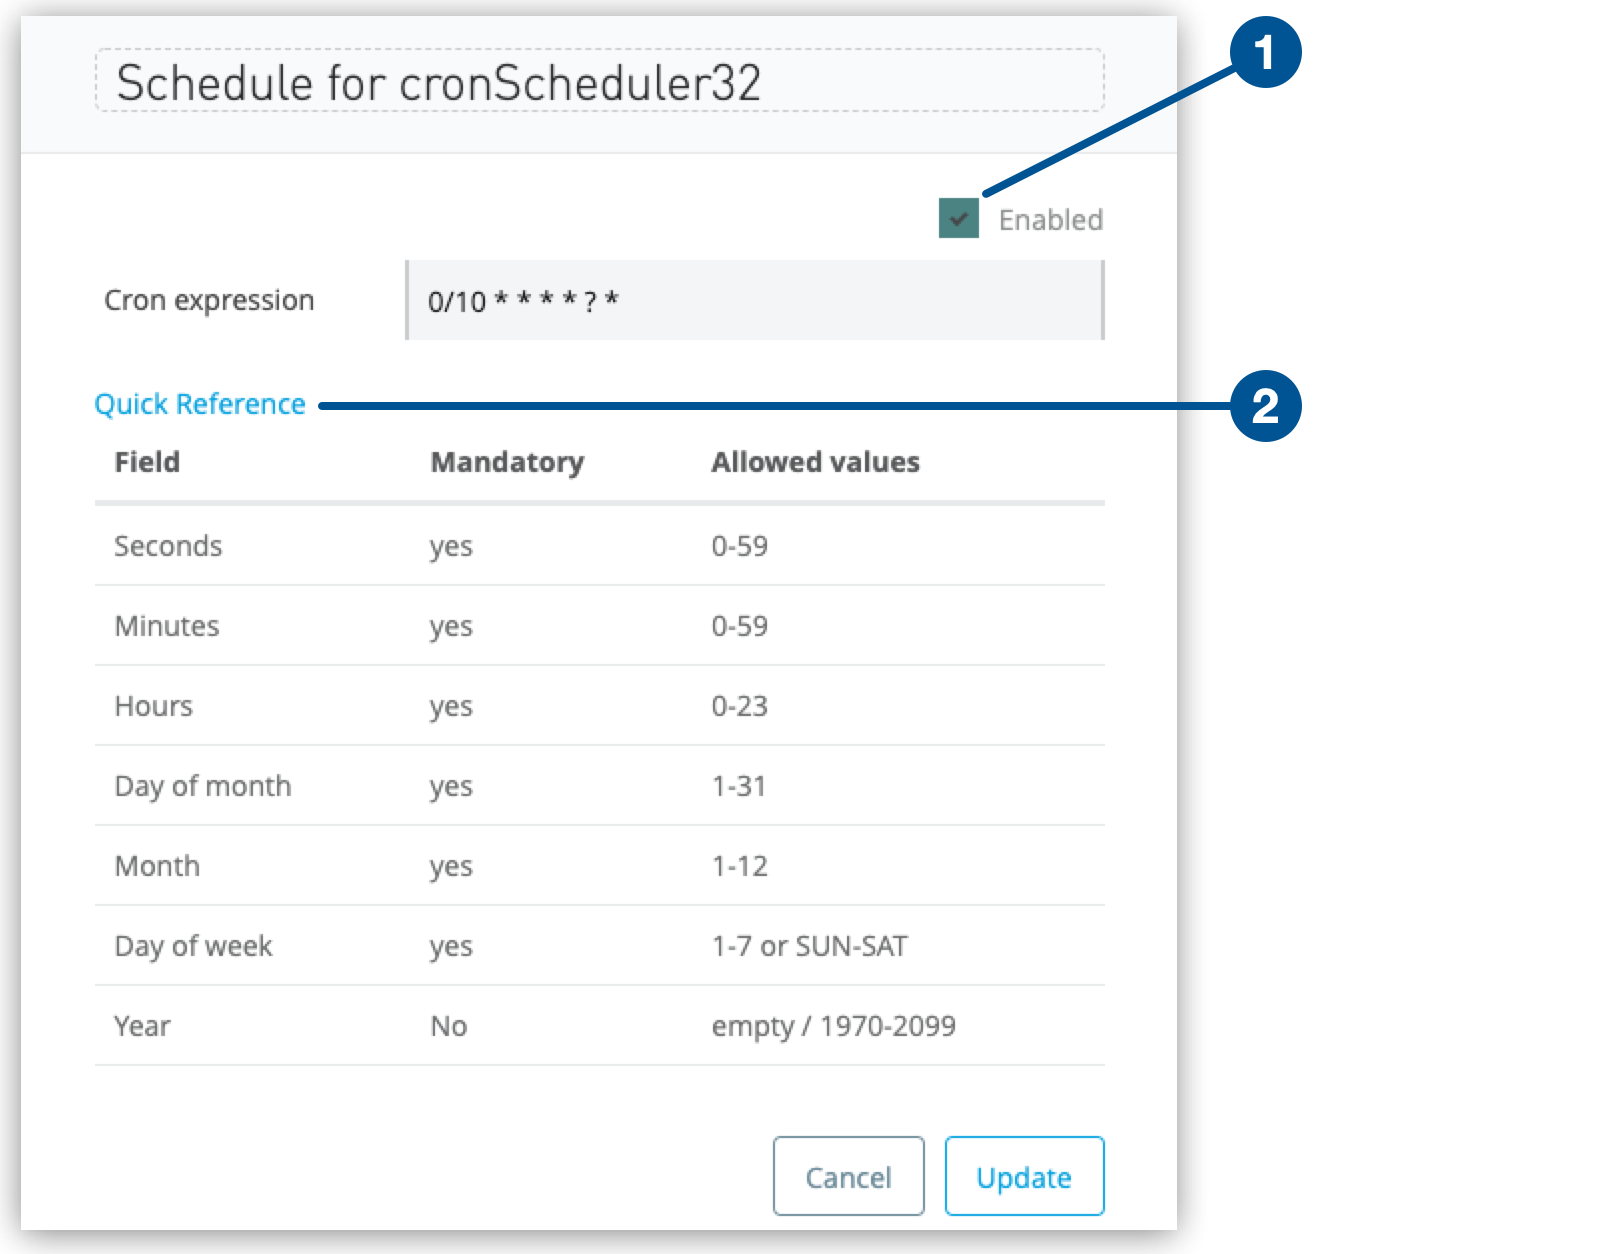 1
Schedule for cronScheduler32
Enabled
Cron expression 0/10 * * * * ? *
Quick Reference 2
Field Mandatory Allowed values
Seconds yes 0-59
Minutes yes 0-59
Hours yes 0-23
Day of month yes 1-31
Month yes 1-12
Day of week yes 1-7 or SUN-SAT
Year No empty / 1970-2099
Cancel Update